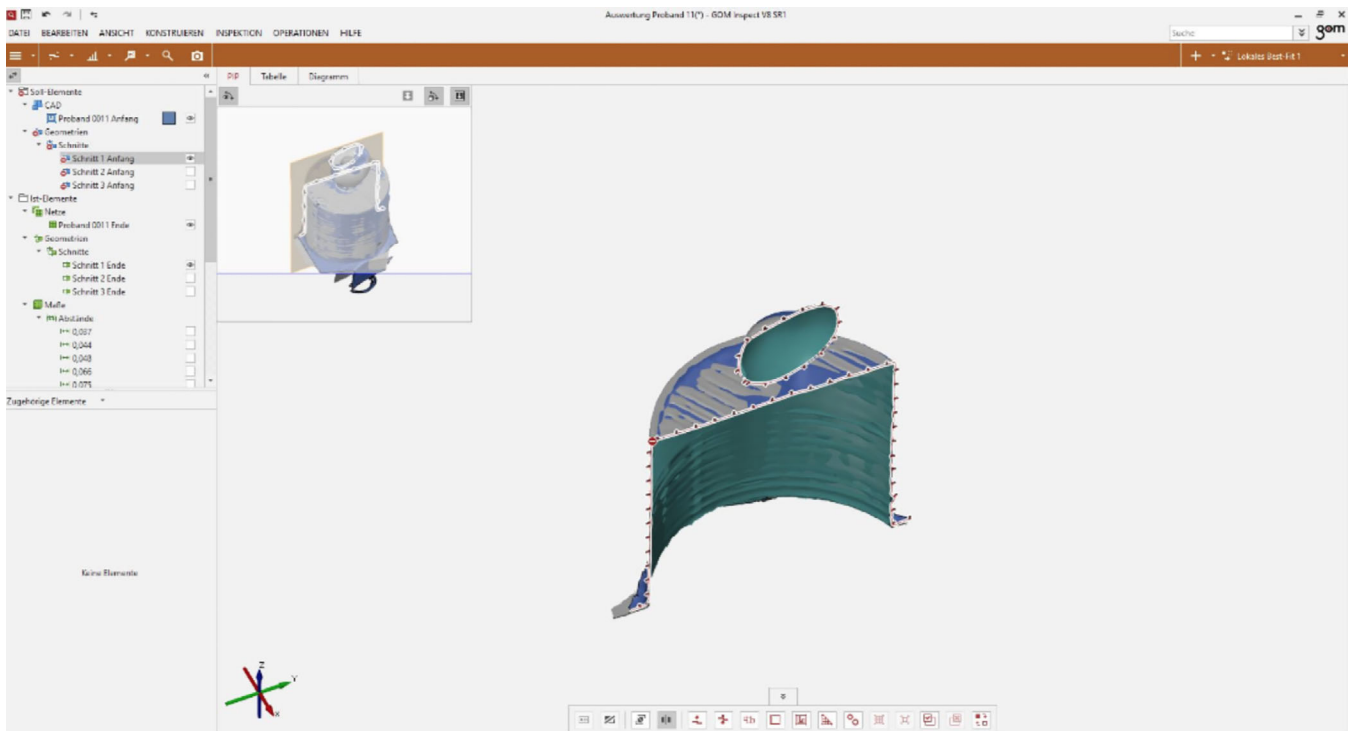 Auswertung Proband 11(*) - GOM Inspect V8 SR1
DATEI BEARBEITEN ANSICHT KONSTRUIEREN INSPEKTION OPERATIONEN HILFE
Suche
gom
Lokales Best-Fit 1
PIP Tabelle Diagramm
Soll-Elemente
CAD
Proband 0011 Anfang
Geometrien
Schnitte
Schnitt 1 Anfang
Schnitt 2 Anfang
Schnitt 3 Anfang
Ist-Elemente
Netze
Proband 0011 Ende
Geometrien
Schnitte
Schnitt 1 Ende
Schnitt 2 Ende
Schnitt 3 Ende
Maße
Abstände
0,037
0,044
0,048
0,066
0,075
Zugehörige Elemente
Keine Elemente
Z
Y
X